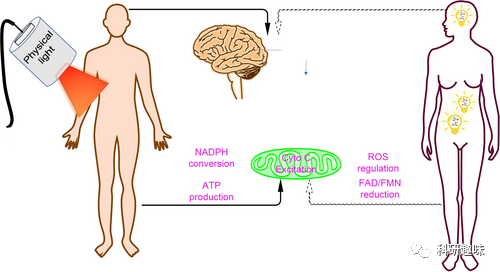 Physical
light
NADPH
conversion
Cyto C
Excitation
ROS
regulation
ATP
production
FAD/FMN
reduction
科研趣味